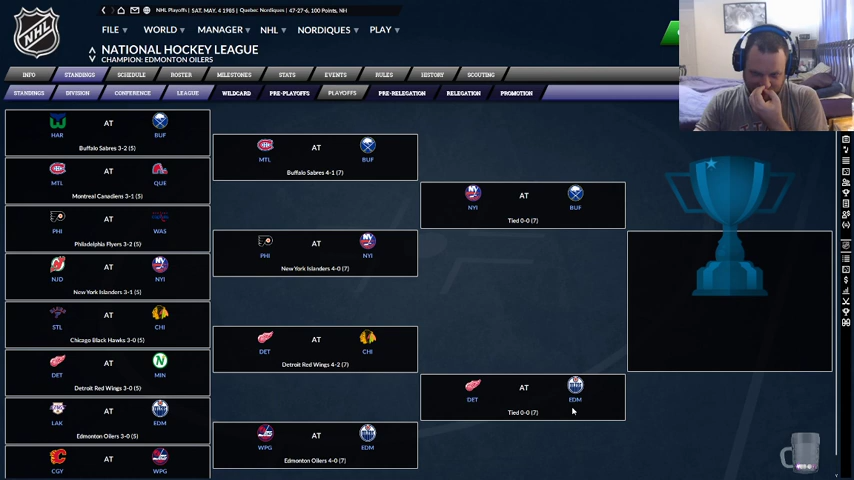 NHL Playoffs | SAT. MAY. 4 1985 | Quebec Nordiques | 47-27-6, 100 Points, NH
FILE WORLD MANAGER NHL NORDIQUES PLAY
NATIONAL HOCKEY LEAGUE
CHAMPION: EDMONTON OILERS
INFO STANDINGS SCHEDULE ROSTER MILESTONES STATS EVENTS RULES HISTORY SCOUTING
STANDINGS DIVISION CONFERENCE LEAGUE WILDCARD PRE-PLAYOFFS PLAYOFFS PRE-RELEGATION RELEGATION PROMOTION
HAR AT BUF
Buffalo Sabres 3-2 (5)
MTL AT QUE
Montreal Canadiens 3-1 (5)
PHI AT WAS
Philadelphia Flyers 3-2 (5)
NJD AT NYI
New York Islanders 3-1 (5)
STL AT CHI
Chicago Black Hawks 3-0 (5)
DET AT MIN
Detroit Red Wings 3-0 (5)
LAK AT EDM
Edmonton Oilers 3-0 (5)
CGY AT WPG
MTL AT BUF
Buffalo Sabres 4-1 (7)
PHI AT NYI
New York Islanders 4-0 (7)
DET AT CHI
Detroit Red Wings 4-2 (7)
WPG AT EDM
Edmonton Oilers 4-0 (7)
NYI AT BUF
Tied 0-0 (7)
DET AT EDM
Tied 0-0 (7)